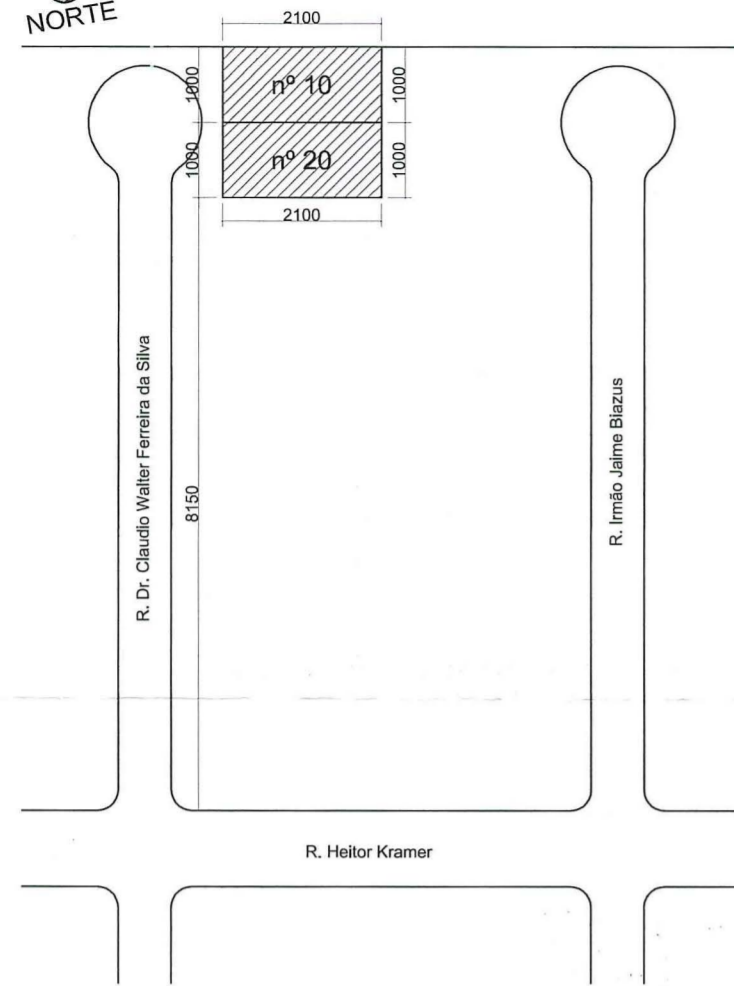 NORTE
2100
1000
nº 10
1000
1000
nº 20
1000
2100
8150
R. Dr. Claudio Walter Ferreira da Silva
R. Irmão Jaime Biazus
R. Heitor Kramer